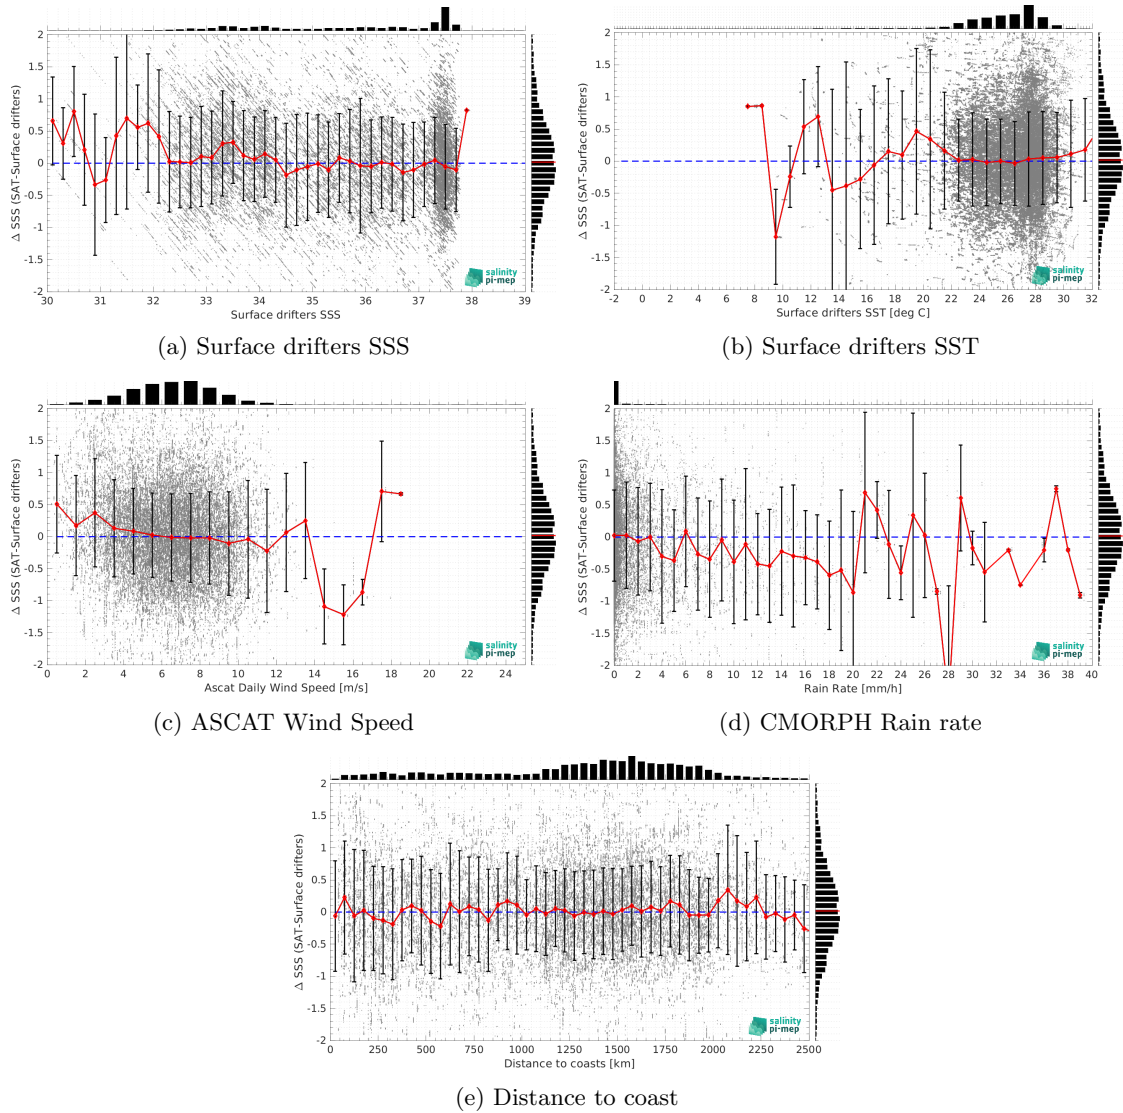 2
1.5
1
0.5
0
-0.5
-1
-1.5
-2
Δ SSS (SAT-Surface drifters)
30 31 32 33 34 35 36 37 38 39
Surface drifters SSS
salinity
pi-mep
(a) Surface drifters SSS
2
1.5
1
0.5
0
-0.5
-1
-1.5
-2
Δ SSS (SAT-Surface drifters)
-2 0 2 4 6 8 10 12 14 16 18 20 22 24 26 28 30 32
Surface drifters SST [deg C]
salinity
pi-mep
(b) Surface drifters SST
2
1.5
1
0.5
0
-0.5
-1
-1.5
-2
Δ SSS (SAT-Surface drifters)
0 2 4 6 8 10 12 14 16 18 20 22 24
Ascat Daily Wind Speed [m/s]
salinity
pi-mep
(c) ASCAT Wind Speed
2
1.5
1
0.5
0
-0.5
-1
-1.5
-2
Δ SSS (SAT-Surface drifters)
0 2 4 6 8 10 12 14 16 18 20 22 24 26 28 30 32 34 36 38 40
Rain Rate [mm/h]
salinity
pi-mep
(d) CMORPH Rain rate
2
1.5
1
0.5
0
-0.5
-1
-1.5
-2
Δ SSS (SAT-Surface drifters)
0 250 500 750 1000 1250 1500 1750 2000 2250 2500
Distance to coasts [km]
salinity
pi-mep
(e) Distance to coast